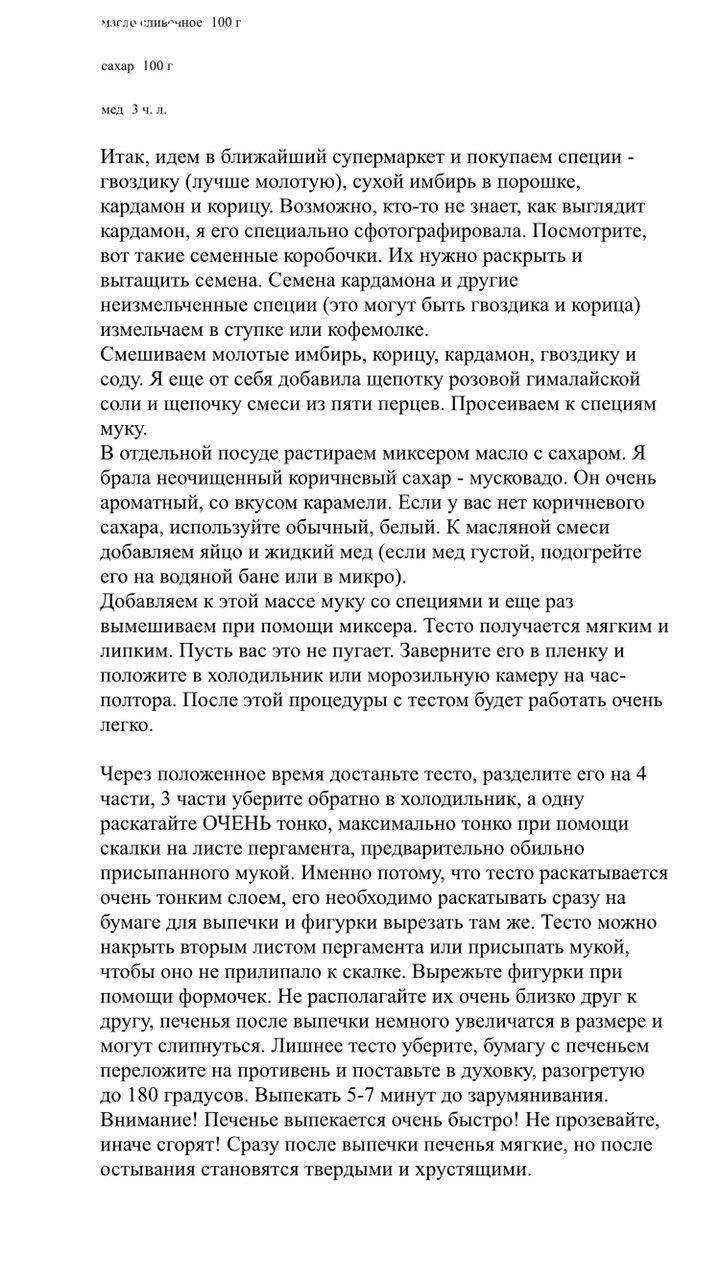 масло сливочное 100 г
сахар 100 г
мед 3 ч. л.
Итак, идем в ближайший супермаркет и покупаем специи -
гвоздику (лучше молотую), сухой имбирь в порошке,
кардамон и корицу. Возможно, кто-то не знает, как выглядит
кардамон, я его специально сфотографировала. Посмотрите,
вот такие семенные коробочки. Их нужно раскрыть и
вытащить семена. Семена кардамона и другие
неизмельченные специи (это могут быть гвоздика и корица)
измельчаем в ступке или кофемолке.
Смешиваем молотые имбирь, корицу, кардамон, гвоздику и
соду. Я еще от себя добавила щепотку розовой гималайской
соли и щепочку смеси из пяти перцев. Просеиваем к специям
муку.
В отдельной посуде растираем миксером масло с сахаром. Я
брала неочищенный коричневый сахар - мусковадо. Он очень
ароматный, со вкусом карамели. Если у вас нет коричневого
сахара, используйте обычный, белый. К масляной смеси
добавляем яйцо и жидкий мед (если мед густой, подогрейте
его на водяной бане или в микро).
Добавляем к этой массе муку со специями и еще раз
вымешиваем при помощи миксера. Тесто получается мягким и
липким. Пусть вас это не пугает. Заверните его в пленку и
положите в холодильник или морозильную камеру на час-
полтора. После этой процедуры с тестом будет работать очень
легко.
Через положенное время достаньте тесто, разделите его на 4
части, 3 части уберите обратно в холодильник, а одну
раскатайте ОЧЕНЬ тонко, максимально тонко при помощи
скалки на листе пергамента, предварительно обильно
присыпанного мукой. Именно потому, что тесто раскатывается
очень тонким слоем, его необходимо раскатывать сразу на
бумаге для выпечки и фигурки вырезать там же. Тесто можно
накрыть вторым листом пергамента или присыпать мукой,
чтобы оно не прилипало к скалке. Вырежьте фигурки при
помощи формочек. Не располагайте их очень близко друг к
другу, печенья после выпечки немного увеличатся в размере и
могут слипнуться. Лишнее тесто уберите, бумагу с печеньем
переложите на противень и поставьте в духовку, разогретую
до 180 градусов. Выпекать 5-7 минут до зарумянивания.
Внимание! Печенье выпекается очень быстро! Не прозевайте,
иначе сгорят! Сразу после выпечки печенья мягкие, но после
остывания становятся твердыми и хрустящими.